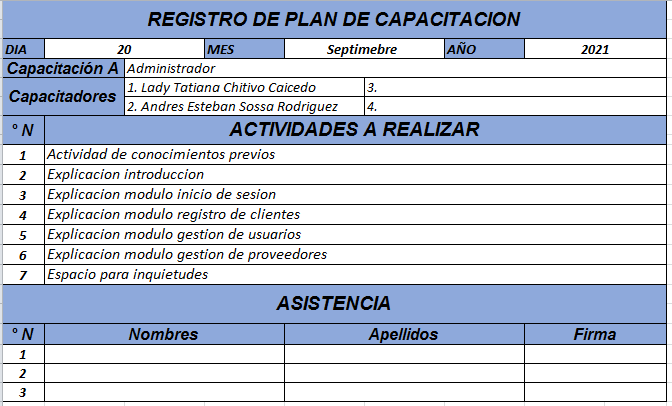 REGISTRO DE PLAN DE CAPACITACION
DIA 20 MES Septimebre AÑO 2021
Capacitación A Administrador
Capacitadores 1. Lady Tatiana Chitivo Caicedo 3.
2. Andres Esteban Sossa Rodriguez 4.
° N ACTIVIDADES A REALIZAR
1 Actividad de conocimientos previos
2 Explicacion introduccion
3 Explicacion modulo inicio de sesion
4 Explicacion modulo registro de clientes
5 Explicacion modulo gestion de usuarios
6 Explicacion modulo gestion de proveedores
7 Espacio para inquietudes
ASISTENCIA
° N Nombres Apellidos Firma
1
2
3